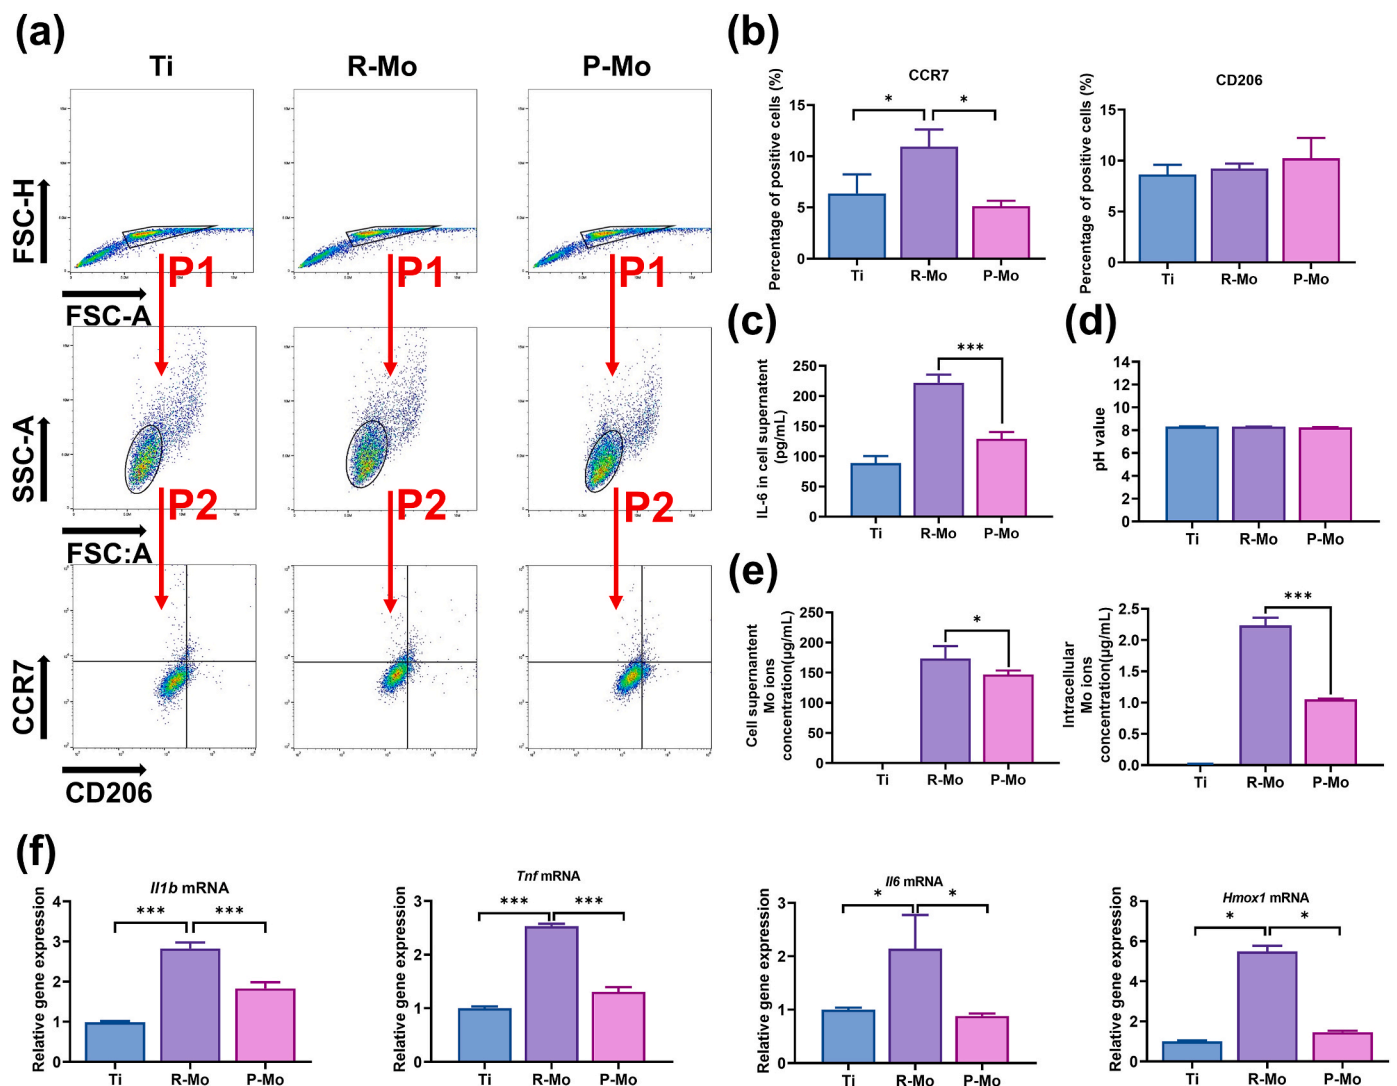 (a)
Ti
R-Mo
P-Mo
FSC-H
FSC-A
P1
P1
P1
SSC-A
FSC:A
P2
P2
P2
CCR7
CD206
(b)
CCR7
Percentage of positive cells (%)
15
10
5
0
*
*
Ti
R-Mo
P-Mo
CD206
Percentage of positive cells (%)
15
10
5
0
Ti
R-Mo
P-Mo
(c)
IL-6 in cell supernatent
(pg/mL)
250
200
150
100
50
0
***
Ti
R-Mo
P-Mo
(d)
pH value
14
12
10
8
6
4
2
0
Ti
R-Mo
P-Mo
(e)
Cell supernatent
Mo ions
concentration(μg/mL)
250
200
150
100
50
0
*
Ti
R-Mo
P-Mo
Intracellular
Mo ions
concentration(μg/mL)
2.5
2.0
1.5
1.0
0.5
0.0
***
Ti
R-Mo
P-Mo
(f)
Il1b mRNA
Relative gene expression
4
3
2
1
0
***
***
Ti
R-Mo
P-Mo
Tnf mRNA
Relative gene expression
3
2
1
0
***
***
Ti
R-Mo
P-Mo
Il6 mRNA
Relative gene expression
3
2
1
0
*
*
Ti
R-Mo
P-Mo
Hmox1 mRNA
Relative gene expression
8
6
4
2
0
*
*
Ti
R-Mo
P-Mo